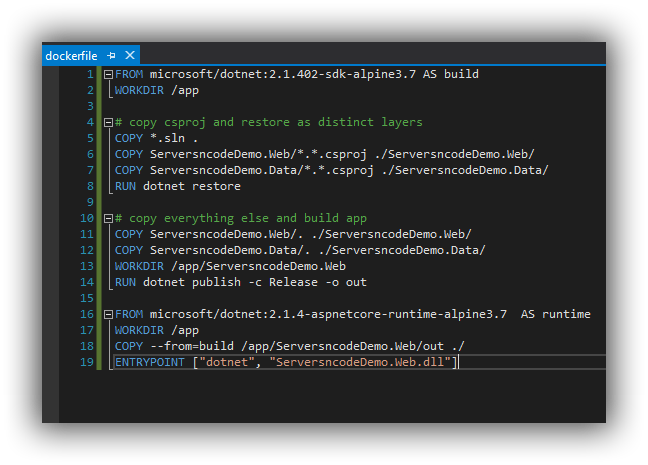 dockerfile
1 FROM microsoft/dotnet:2.1.402-sdk-alpine3.7 AS build
2 WORKDIR /app
3
4 # copy csproj and restore as distinct layers
5 COPY *.sln .
6 COPY ServersncodeDemo.Web/*.*.csproj ./ServersncodeDemo.Web/
7 COPY ServersncodeDemo.Data/*.*.csproj ./ServersncodeDemo.Data/
8 RUN dotnet restore
9
10 # copy everything else and build app
11 COPY ServersncodeDemo.Web/. ./ServersncodeDemo.Web/
12 COPY ServersncodeDemo.Data/. ./ServersncodeDemo.Data/
13 WORKDIR /app/ServersncodeDemo.Web
14 RUN dotnet publish -c Release -o out
15
16 FROM microsoft/dotnet:2.1.4-aspnetcore-runtime-alpine3.7  AS runtime
17 WORKDIR /app
18 COPY --from=build /app/ServersncodeDemo.Web/out ./
19 ENTRYPOINT ["dotnet", "ServersncodeDemo.Web.dll"]